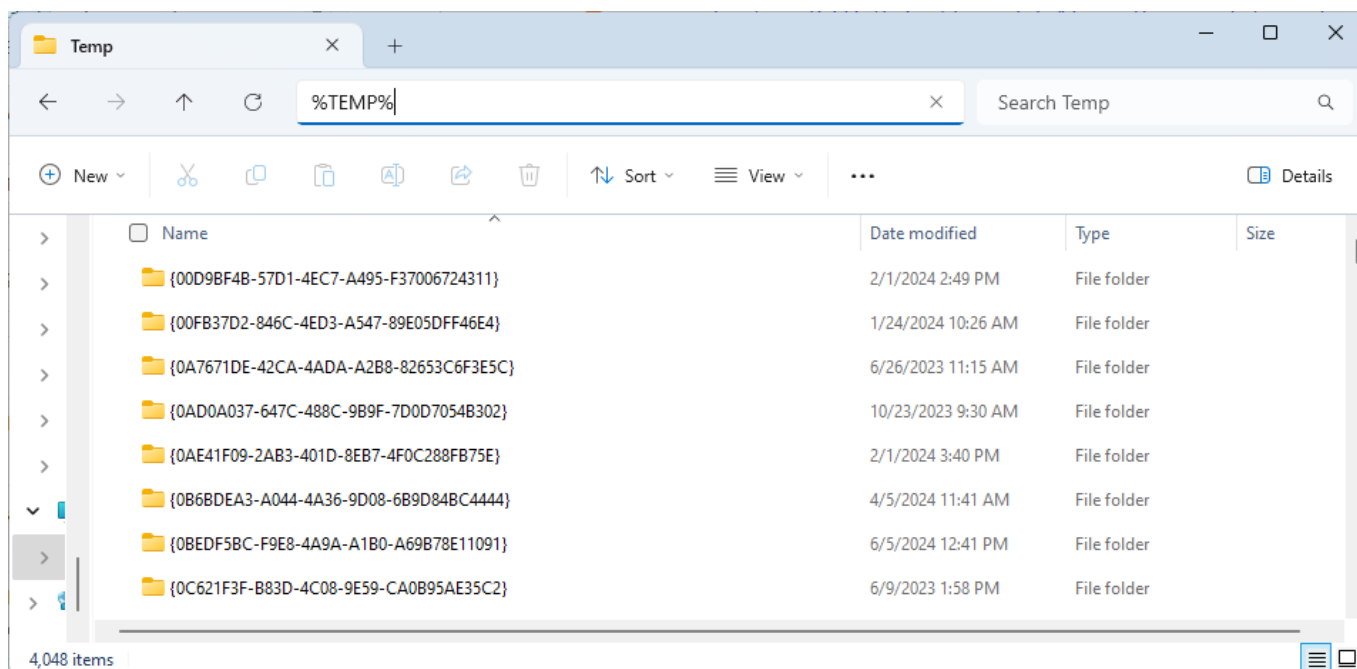 Temp
%TEMP%
Search Temp
New
Sort
View
Details
Name Date modified Type Size
{00D9BF4B-57D1-4EC7-A495-F37006724311} 2/1/2024 2:49 PM File folder
{00FB37D2-846C-4ED3-A547-89E05DFF46E4} 1/24/2024 10:26 AM File folder
{0A7671DE-42CA-4ADA-A2B8-82653C6F3E5C} 6/26/2023 11:15 AM File folder
{0AD0A037-647C-488C-9B9F-7D0D7054B302} 10/23/2023 9:30 AM File folder
{0AE41F09-2AB3-401D-8EB7-4F0C288FB75E} 2/1/2024 3:40 PM File folder
{0B6BDEA3-A044-4A36-9D08-6B9D84BC4444} 4/5/2024 11:41 AM File folder
{0BEDF5BC-F9E8-4A9A-A1B0-A69B78E11091} 6/5/2024 12:41 PM File folder
{0C621F3F-B83D-4C08-9E59-CA0B95AE35C2} 6/9/2023 1:58 PM File folder
4,048 items